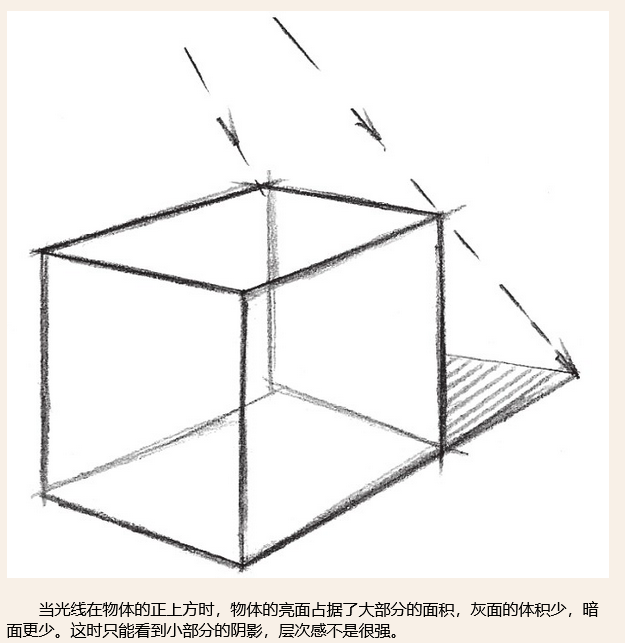 当光线在物体的正上方时，物体的亮面占据了大部分的面积，灰面的体积少，暗
面更少。这时只能看到小部分的阴影，层次感不是很强。